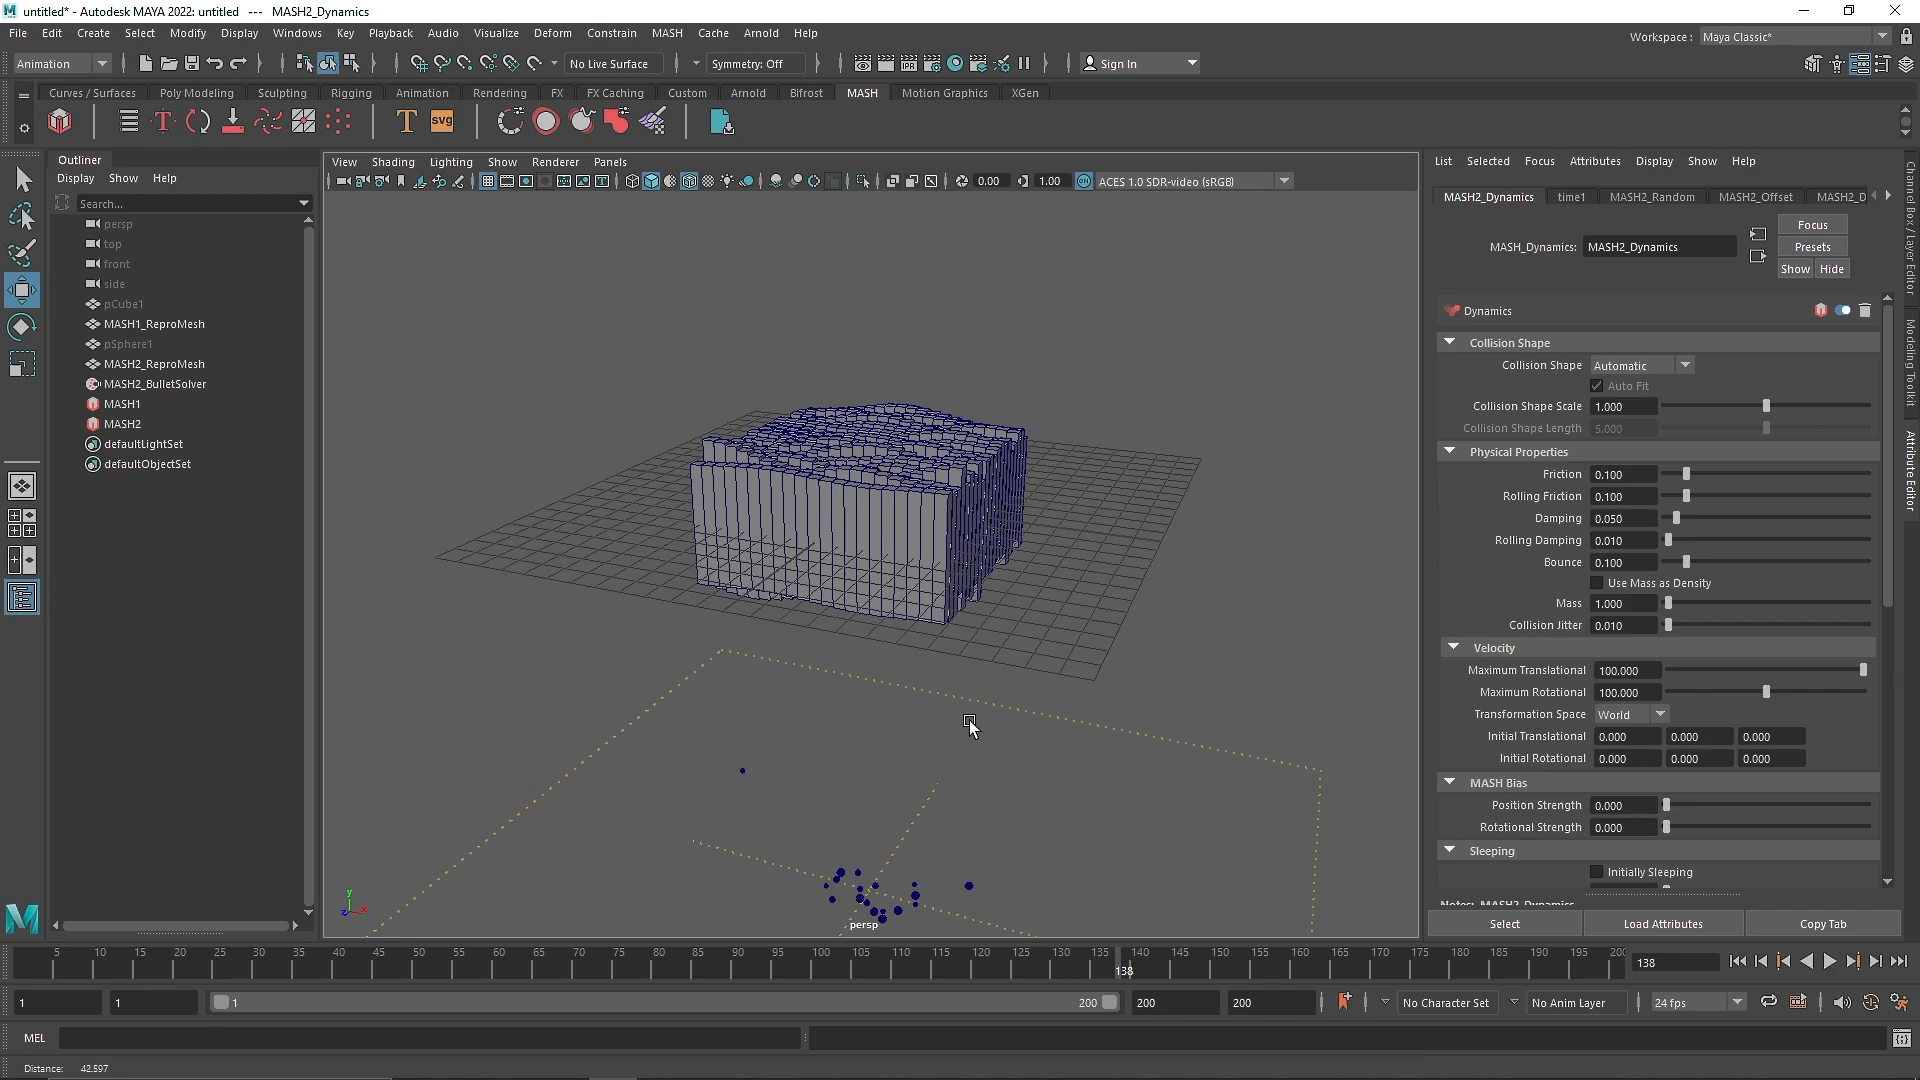 untitled* - Autodesk MAYA 2022: untitled   ---   MASH2_Dynamics
File Edit Create Select Modify Display Windows Key Playback Audio Visualize Deform Constrain MASH Cache Arnold Help
Workspace : Maya Classic*
Animation No Live Surface Symmetry: Off Sign In
Curves / Surfaces Poly Modeling Sculpting Rigging Animation Rendering FX FX Caching Custom Arnold Bifrost MASH Motion Graphics XGen
T svg
Outliner
Display Show Help
Search...
persp
top
front
side
pCube1
MASH1_ReproMesh
pSphere1
MASH2_ReproMesh
MASH2_BulletSolver
MASH1
MASH2
defaultLightSet
defaultObjectSet
View Shading Lighting Show Renderer Panels
0.00 1.00 ON ACES 1.0 SDR-video (sRGB)
persp
List Selected Focus Attributes Display Show Help
MASH2_Dynamics time1 MASH2_Random MASH2_Offset MASH2_D
Focus
MASH_Dynamics: MASH2_Dynamics Presets
Show Hide
Dynamics
Collision Shape
Collision Shape Automatic
Auto Fit
Collision Shape Scale 1.000
Collision Shape Length 5.000
Physical Properties
Friction 0.100
Rolling Friction 0.100
Damping 0.050
Rolling Damping 0.010
Bounce 0.100
Use Mass as Density
Mass 1.000
Collision Jitter 0.010
Velocity
Maximum Translational 100.000
Maximum Rotational 100.000
Transformation Space World
Initial Translational 0.000 0.000 0.000
Initial Rotational 0.000 0.000 0.000
MASH Bias
Position Strength 0.000
Rotational Strength 0.000
Sleeping
Initially Sleeping
Notes: MASH2_Dynamics
Select Load Attributes Copy Tab
Channel Box / Layer Editor
Modeling Toolkit
Attribute Editor
5 10 15 20 25 30 35 40 45 50 55 60 65 70 75 80 85 90 95 100 105 110 115 120 125 130 135 140 145 150 155 160 165 170 175 180 185 190 195 200
138 138
1 1 1 200 200 200 No Character Set No Anim Layer 24 fps
MEL
Distance: 42.597